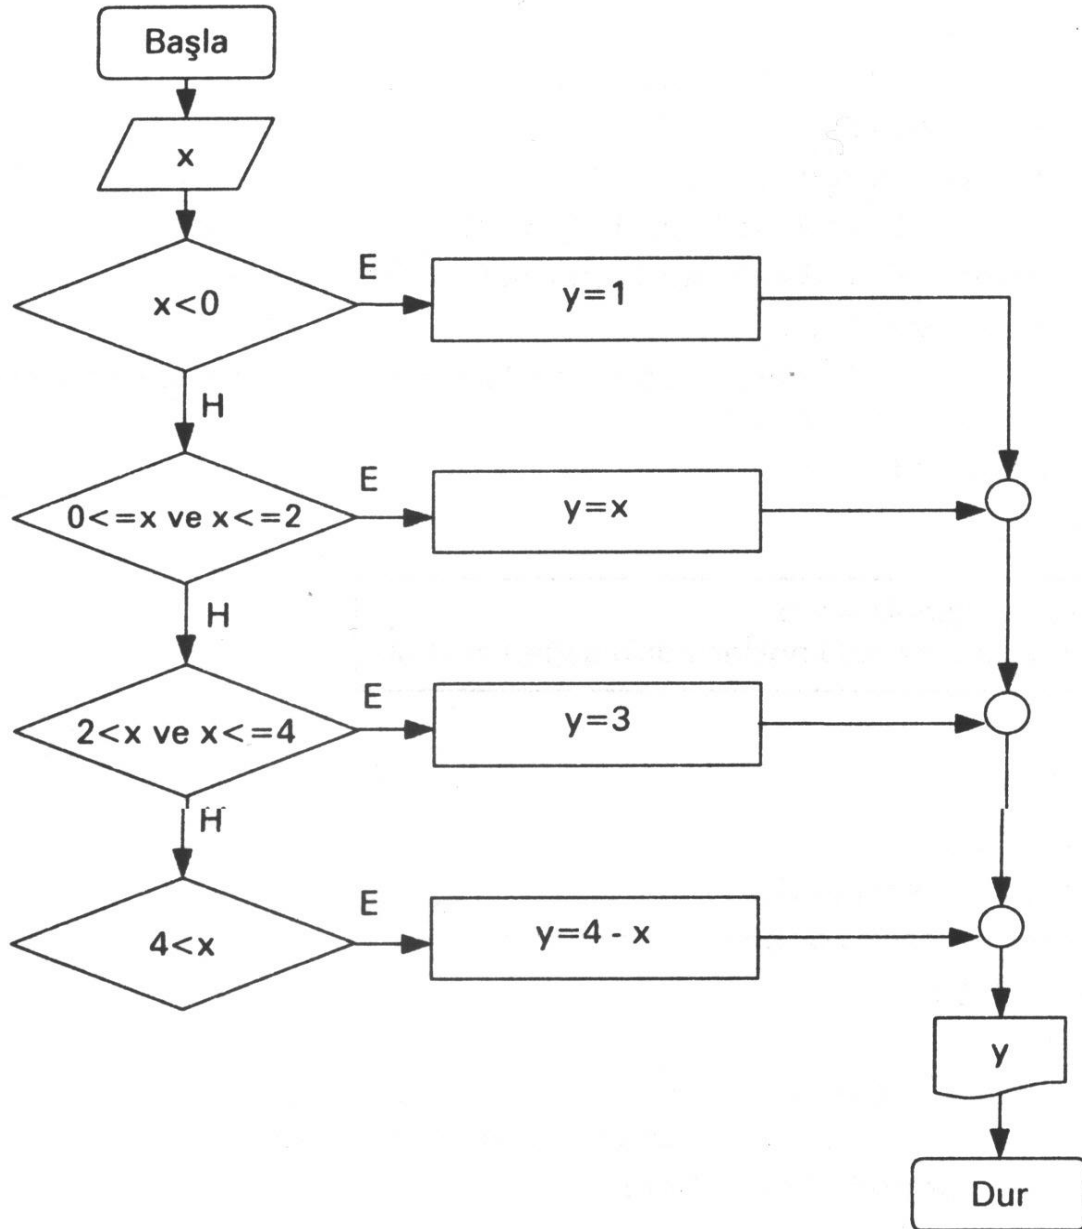 Başla
x
x<0
E
y=1
H
0<=x ve x<=2
E
y=x
H
2<x ve x<=4
E
y=3
H
4<x
E
y=4 - x
y
Dur